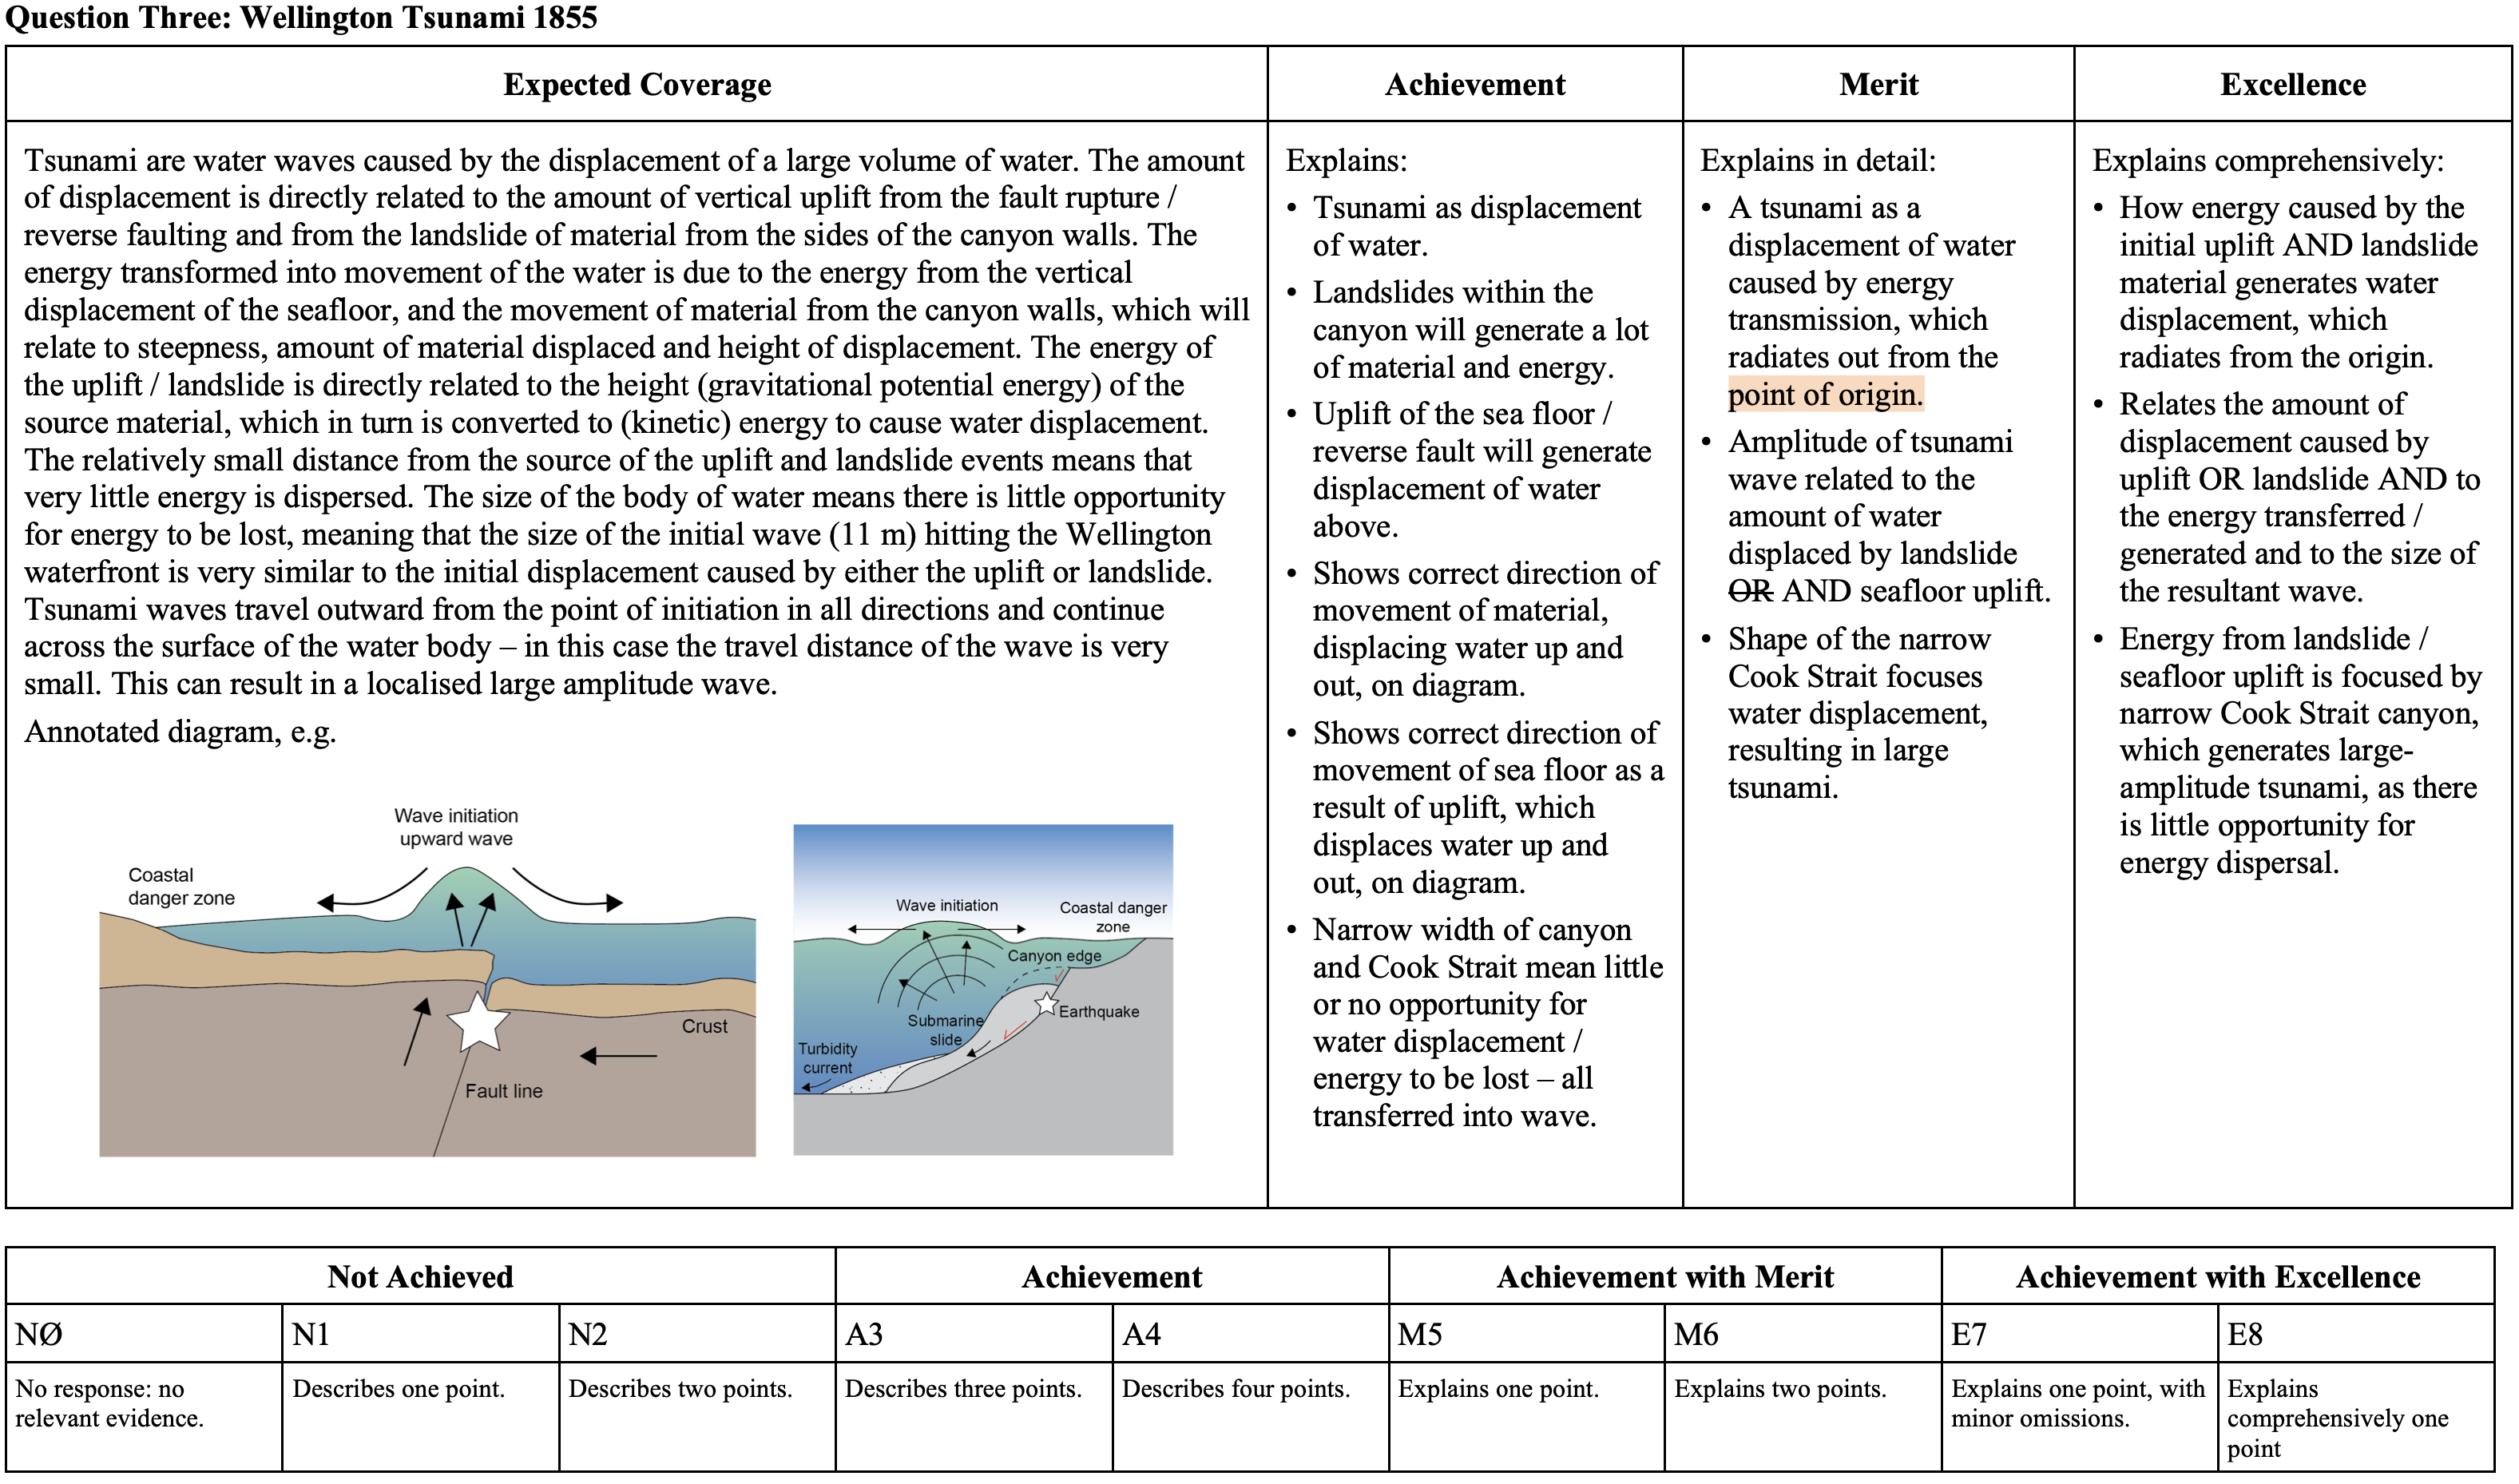 Question Three: Wellington Tsunami 1855
Expected Coverage
Achievement
Merit
Excellence
Tsunami are water waves caused by the displacement of a large volume of water. The amount
of displacement is directly related to the amount of vertical uplift from the fault rupture /
reverse faulting and from the landslide of material from the sides of the canyon walls. The
energy transformed into movement of the water is due to the energy from the vertical
displacement of the seafloor, and the movement of material from the canyon walls, which will
relate to steepness, amount of material displaced and height of displacement. The energy of
the uplift / landslide is directly related to the height (gravitational potential energy) of the
source material, which in turn is converted to (kinetic) energy to cause water displacement.
The relatively small distance from the source of the uplift and landslide events means that
very little energy is dispersed. The size of the body of water means there is little opportunity
for energy to be lost, meaning that the size of the initial wave (11 m) hitting the Wellington
waterfront is very similar to the initial displacement caused by either the uplift or landslide.
Tsunami waves travel outward from the point of initiation in all directions and continue
across the surface of the water body – in this case the travel distance of the wave is very
small. This can result in a localised large amplitude wave.
Annotated diagram, e.g.
Wave initiation
upward wave
Coastal
danger zone
Crust
Fault line
Wave initiation
Coastal danger
zone
Canyon edge
Earthquake
Submarine
slide
Turbidity
current
Explains:
• Tsunami as displacement
of water.
• Landslides within the
canyon will generate a lot
of material and energy.
• Uplift of the sea floor /
reverse fault will generate
displacement of water
above.
• Shows correct direction of
movement of material,
displacing water up and
out, on diagram.
• Shows correct direction of
movement of sea floor as a
result of uplift, which
displaces water up and
out, on diagram.
• Narrow width of canyon
and Cook Strait mean little
or no opportunity for
water displacement /
energy to be lost – all
transferred into wave.
Explains in detail:
• A tsunami as a
displacement of water
caused by energy
transmission, which
radiates out from the
point of origin.
• Amplitude of tsunami
wave related to the
amount of water
displaced by landslide
OR AND seafloor uplift.
• Shape of the narrow
Cook Strait focuses
water displacement,
resulting in large
tsunami.
Explains comprehensively:
• How energy caused by the
initial uplift AND landslide
material generates water
displacement, which
radiates from the origin.
• Relates the amount of
displacement caused by
uplift OR landslide AND to
the energy transferred /
generated and to the size of
the resultant wave.
• Energy from landslide /
seafloor uplift is focused by
narrow Cook Strait canyon,
which generates large-
amplitude tsunami, as there
is little opportunity for
energy dispersal.
Not Achieved
Achievement
Achievement with Merit
Achievement with Excellence
NØ
N1
N2
A3
A4
M5
M6
E7
E8
No response: no
relevant evidence.
Describes one point.
Describes two points.
Describes three points.
Describes four points.
Explains one point.
Explains two points.
Explains one point, with
minor omissions.
Explains
comprehensively one
point